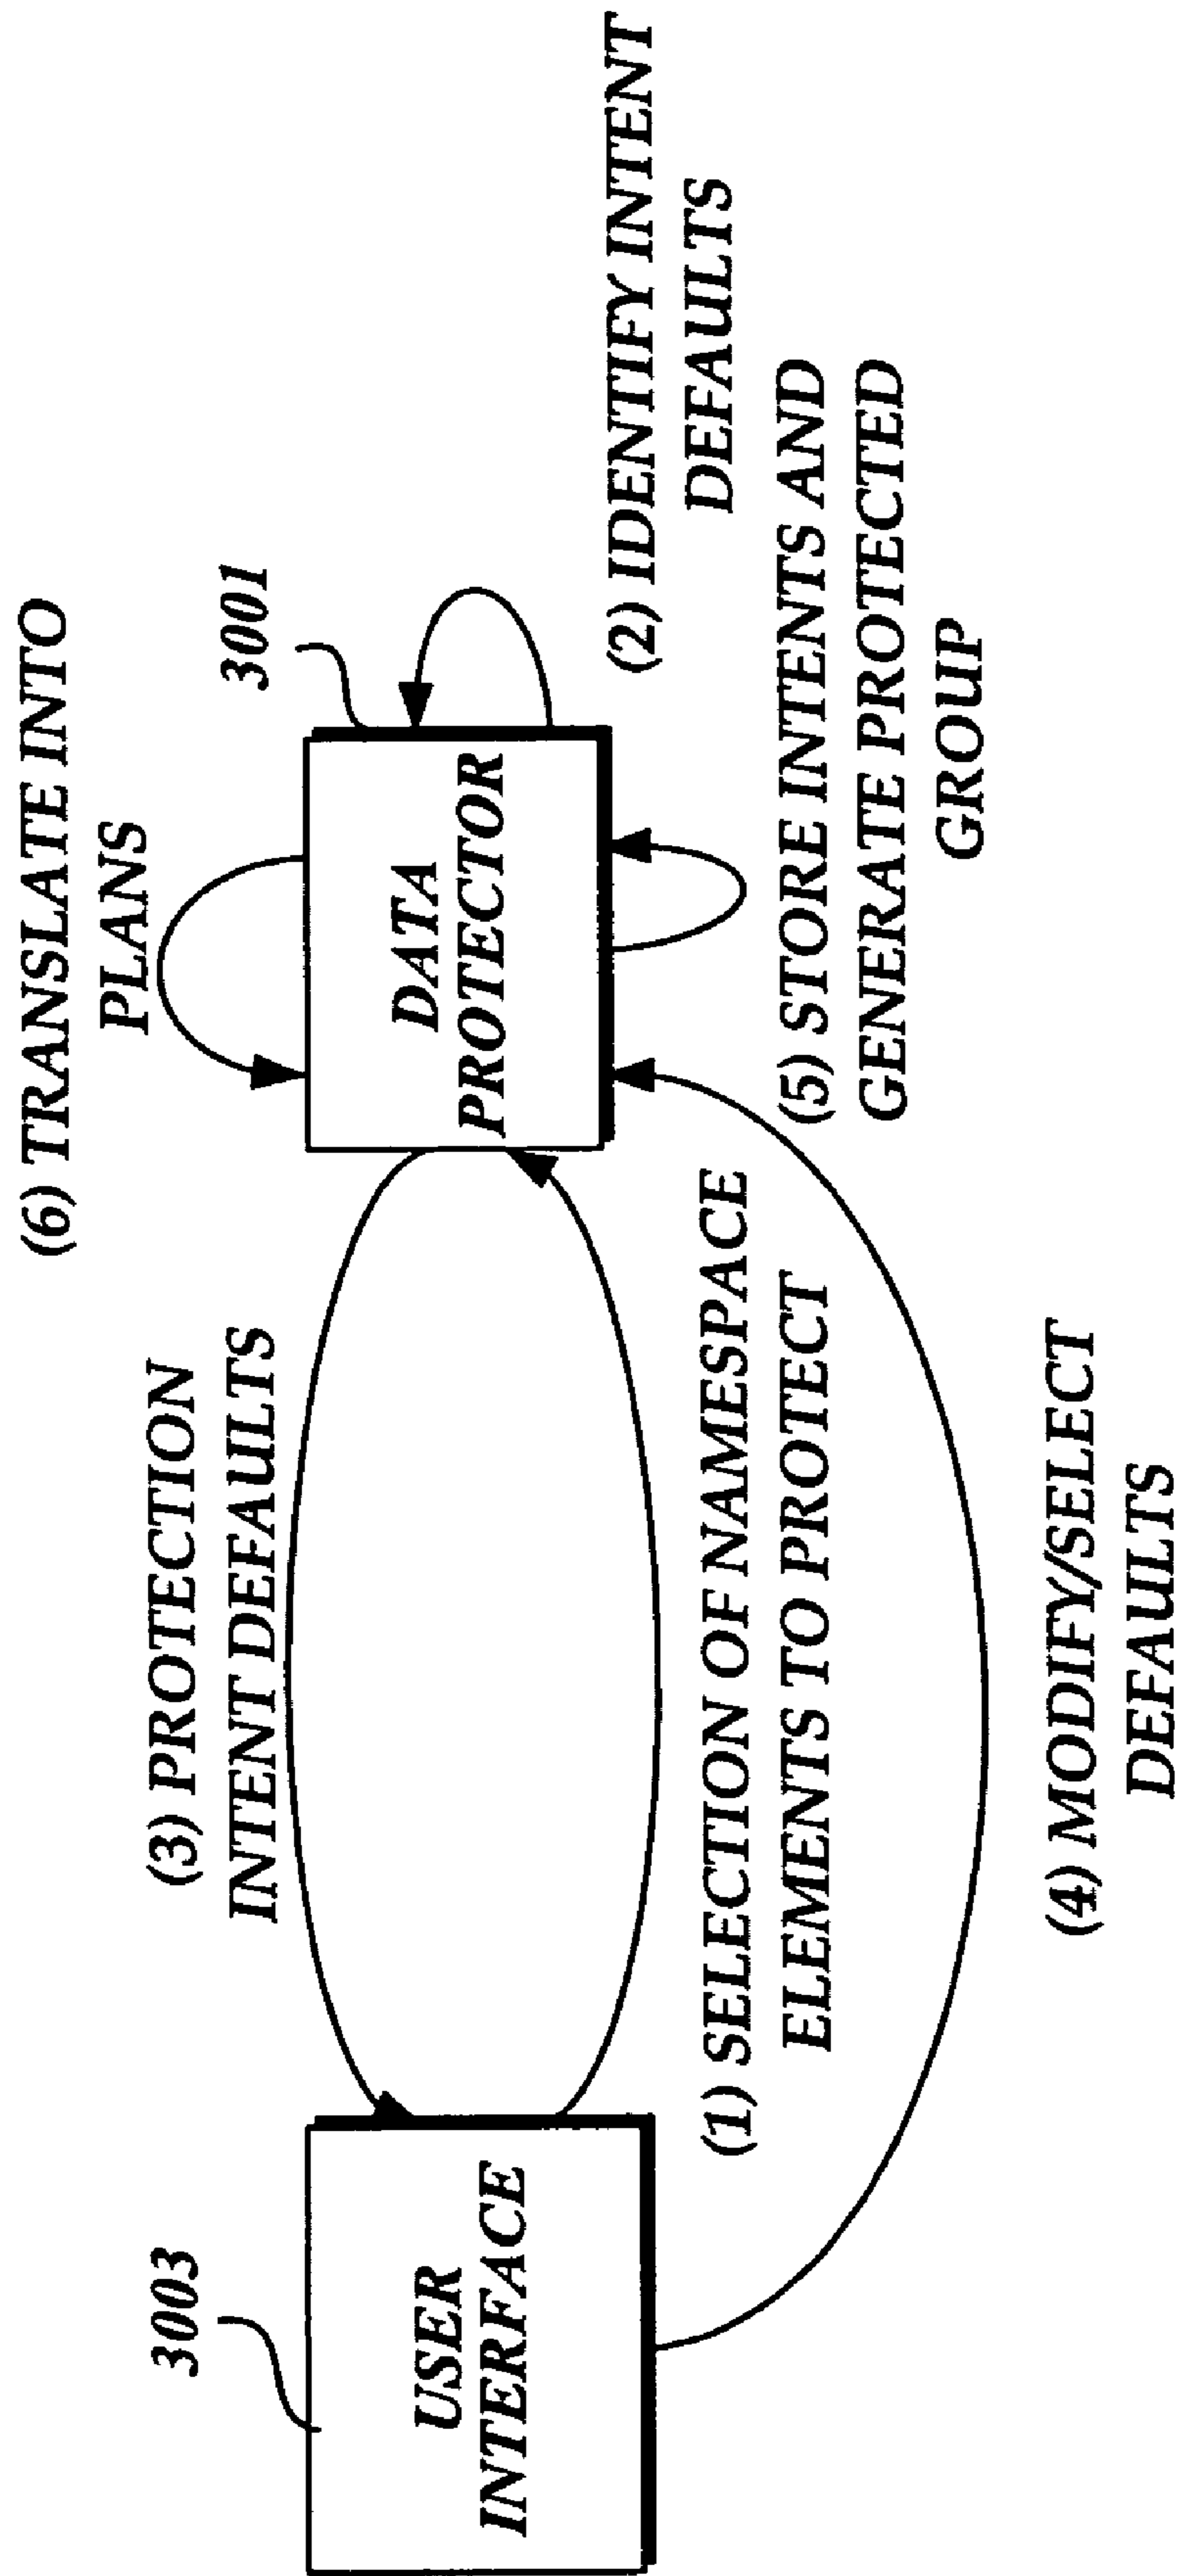 (6) TRANSLATE INTO
PLANS
3001
3003
(3) PROTECTION
INTENT DEFAULTS
USER
INTERFACE
DATA
PROTECTOR
(2) IDENTIFY INTENT
DEFAULTS
(1) SELECTION OF NAMESPACE
ELEMENTS TO PROTECT
(5) STORE INTENTS AND
GENERATE PROTECTED
GROUP
(4) MODIFY/SELECT
DEFAULTS